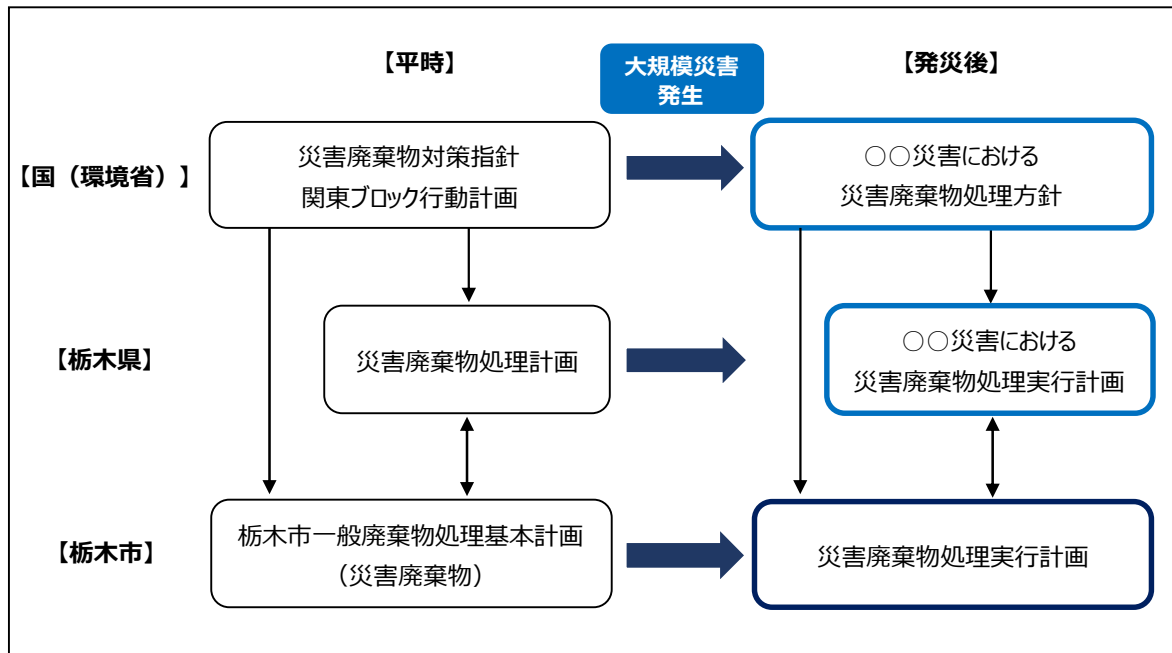 【平時】
大規模災害
発生
【発災後】
【国（環境省）】
災害廃棄物対策指針
関東ブロック行動計画
○○災害における
災害廃棄物処理方針
【栃木県】
災害廃棄物処理計画
○○災害における
災害廃棄物処理実行計画
【栃木市】
栃木市一般廃棄物処理基本計画
（災害廃棄物）
災害廃棄物処理実行計画